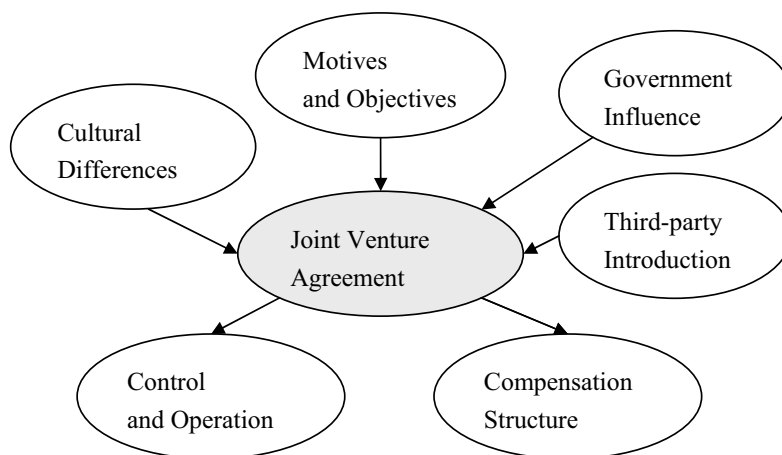 Motives
and Objectives
Government
Influence
Cultural
Differences
Third-party
Introduction
Joint Venture
Agreement
Control
and Operation
Compensation
Structure